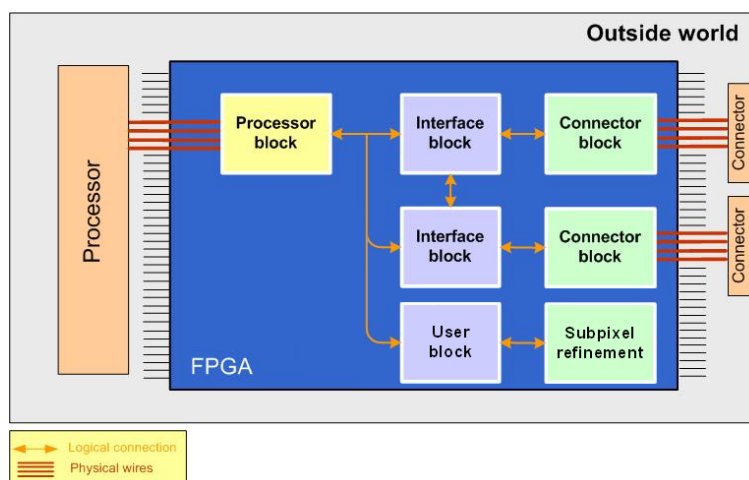 Outside world
Processor
Processor
block
Interface
block
Connector
block
Connector
Interface
block
Connector
block
Connector
User
block
Subpixel
refinement
FPGA
Logical connection
Physical wires